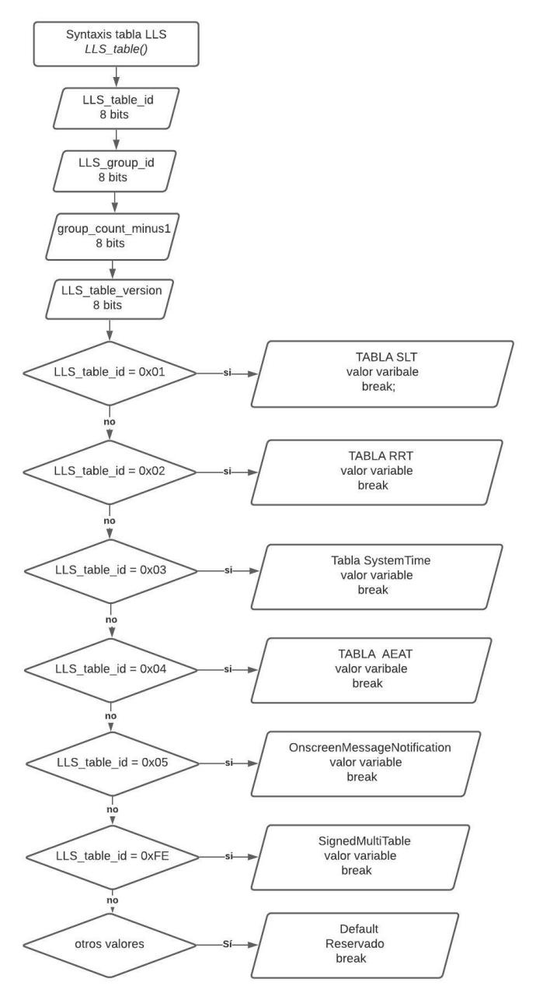 Syntaxis tabla LLS
LLS_table()
LLS_table_id
8 bits
LLS_group_id
8 bits
group_count_minus1
8 bits
LLS_table_version
8 bits
LLS_table_id = 0x01
si
TABLA SLT
valor varibale
break;
no
LLS_table_id = 0x02
si
TABLA RRT
valor variable
break
no
LLS_table_id = 0x03
si
Tabla SystemTime
valor variable
break
no
LLS_table_id = 0x04
si
TABLA  AEAT
valor varibale
break
no
LLS_table_id = 0x05
si
OnscreenMessageNotification
valor variable
break
no
LLS_table_id = 0xFE
si
SignedMultiTable
valor variable
break
no
otros valores
Sí
Default
Reservado
break